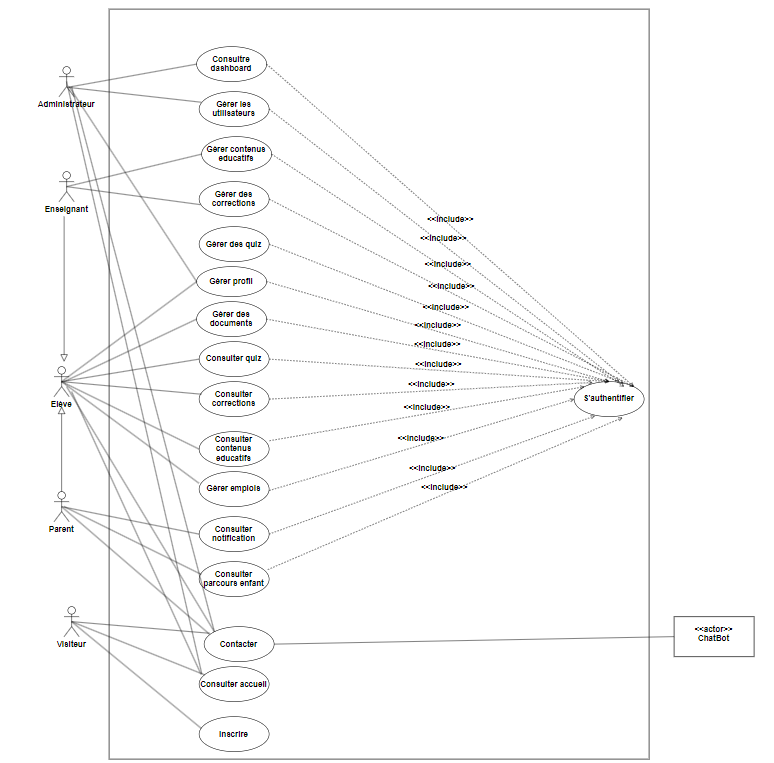 Consultre
dashboard
Administrateur
Gérer les
utilisateurs
Gérer contenus
educatifs
Enseignant
Gérer des
corrections
<<include>>
<<include>>
Gérer des quiz
<<include>>
Gérer profil
<<include>>
Gérer des
documents
<<include>>
<<include>>
<<include>>
Consulter quiz
<<include>>
Eleve
Consulter
corrections
<<include>>
S'authentifier
<<include>>
Consulter
contenus
educatifs
<<include>>
<<include>>
Gérer emplois
<<include>>
Parent
Consulter
notification
Consulter
parcours enfant
Visiteur
Contacter
<<actor>>
ChatBot
Consulter accueil
Inscrire